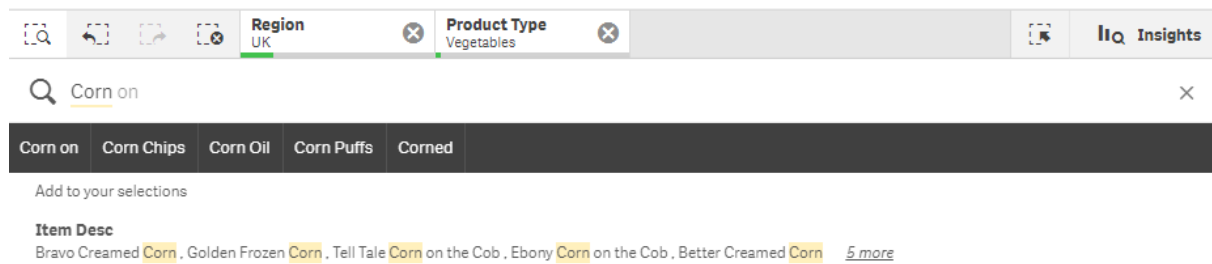 Region
UK
Product Type
Vegetables
Insights
Corn on
Corn on Corn Chips Corn Oil Corn Puffs Corned
Add to your selections
Item Desc
Bravo Creamed Corn , Golden Frozen Corn , Tell Tale Corn on the Cob , Ebony Corn on the Cob , Better Creamed Corn 5 more